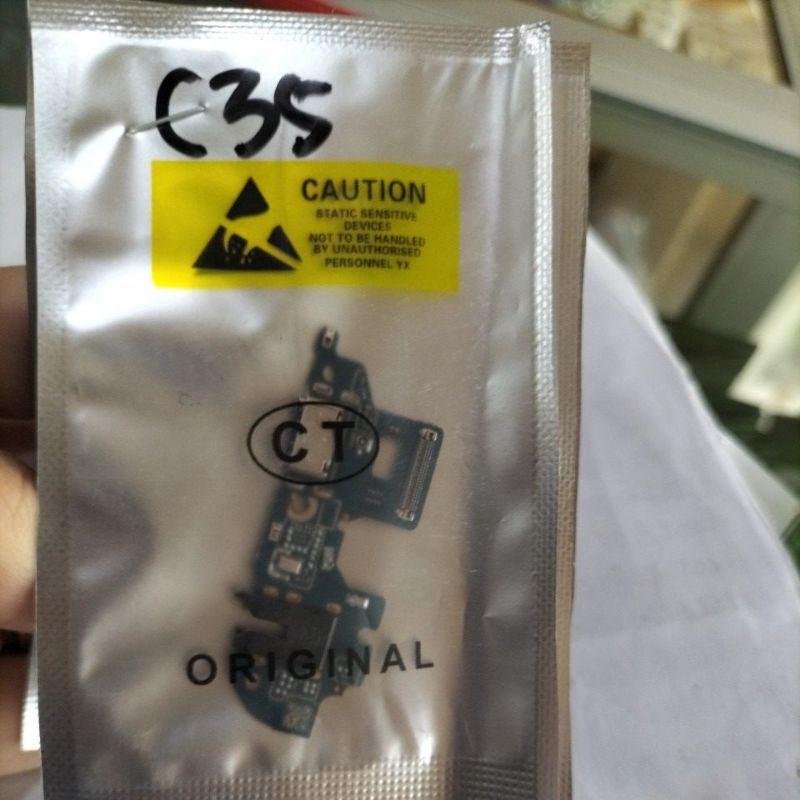 C35
CAUTION
STATIC SENSITIVE
DEVICES
NOT TO BE HANDLED
BY UNAUTHORISED
PERSONNEL YX
CT
ORIGINAL